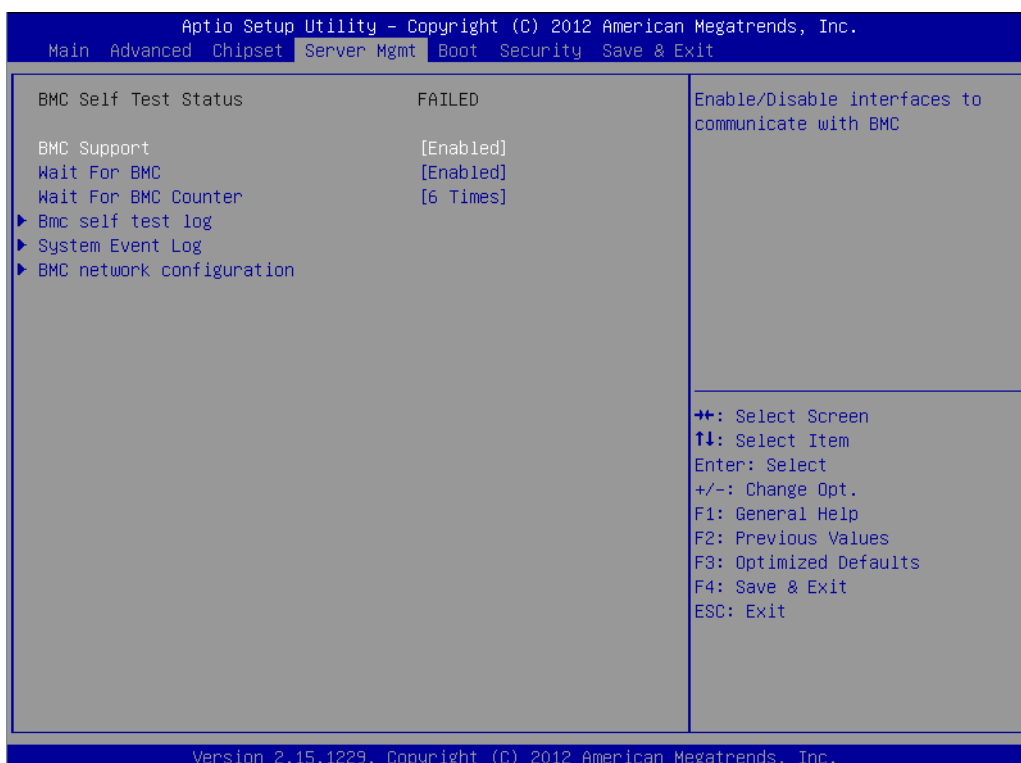 Aptio Setup Utility – Copyright (C) 2012 American Megatrends, Inc.
Main Advanced Chipset Server Mgmt Boot Security Save & Exit
BMC Self Test Status FAILED
BMC Support [Enabled]
Wait For BMC [Enabled]
Wait For BMC Counter [6 Times]
Bmc self test log
System Event Log
BMC network configuration
Enable/Disable interfaces to
communicate with BMC
→←: Select Screen
↑↓: Select Item
Enter: Select
+/-: Change Opt.
F1: General Help
F2: Previous Values
F3: Optimized Defaults
F4: Save & Exit
ESC: Exit
Version 2.15.1229. Copyright (C) 2012 American Megatrends, Inc.